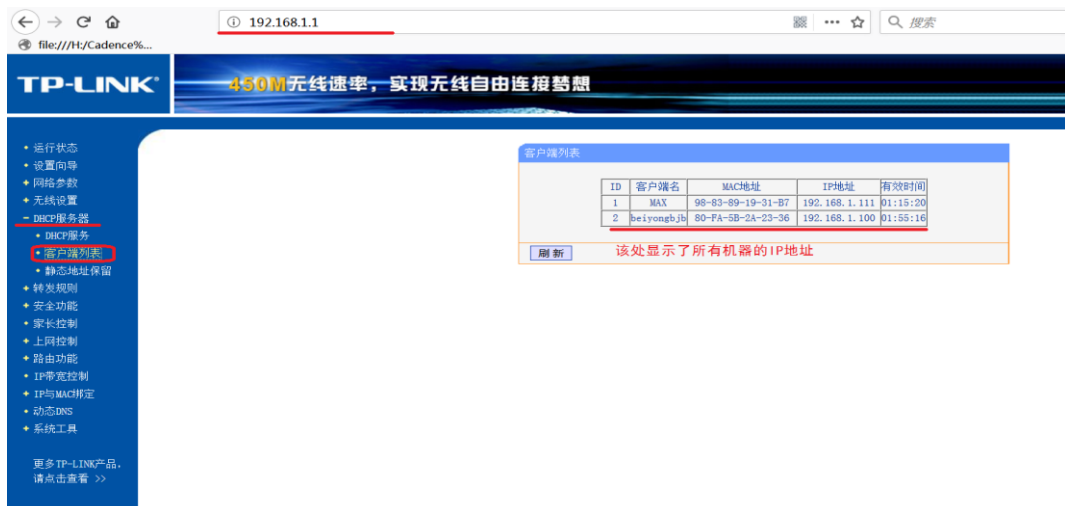 192.168.1.1
搜索
file:///H:/Cadence%...
TP-LINK®
450M无线速率，实现无线自由连接梦想
运行状态
设置向导
网络参数
无线设置
DHCP服务器
DHCP服务
客户端列表
静态地址保留
转发规则
安全功能
家长控制
上网控制
路由功能
IP带宽控制
IP与MAC绑定
动态DNS
系统工具
更多TP-LINK产品，
请点击查看 >>
客户端列表
ID 客户端名 MAC地址 IP地址 有效时间
1 MAX 98-83-89-19-31-B7 192.168.1.111 01:15:20
2 beiyongbjb 80-FA-5B-2A-23-36 192.168.1.100 01:55:16
刷新 该处显示了所有机器的IP地址